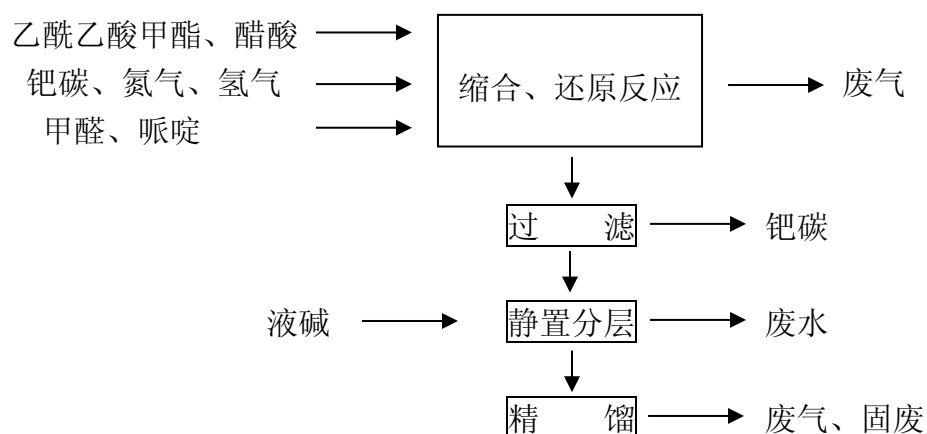 乙酰乙酸甲酯、醋酸
钯碳、氮气、氢气
甲醛、哌啶
缩合、还原反应
废气
过 滤
钯碳
液碱
静置分层
废水
精 馏
废气、固废